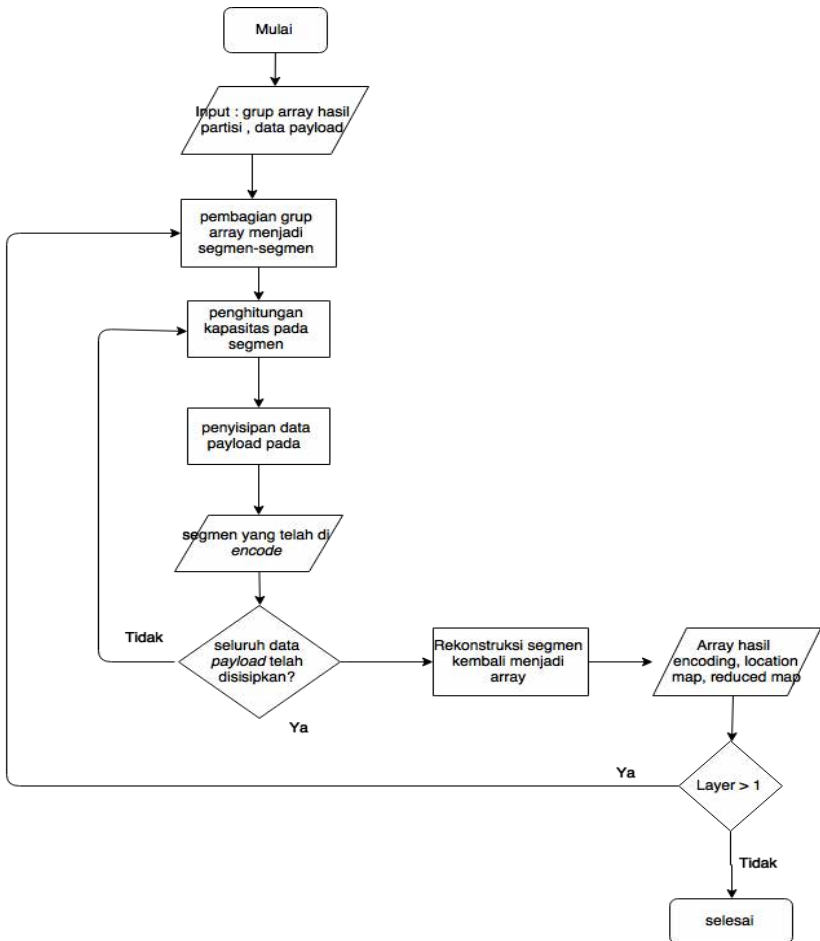 Mulai
Input : grup array hasil
partisi , data payload
pembagian grup
array menjadi
segmen-segmen
penghitungan
kapasitas pada
segmen
penyisipan data
payload pada
segmen yang telah di
encode
Tidak
seluruh data
payload telah
disisipkan?
Ya
Rekonstruksi segmen
kembali menjadi
array
Array hasil
encoding, location
map, reduced map
Ya
Layer > 1
Tidak
selesai